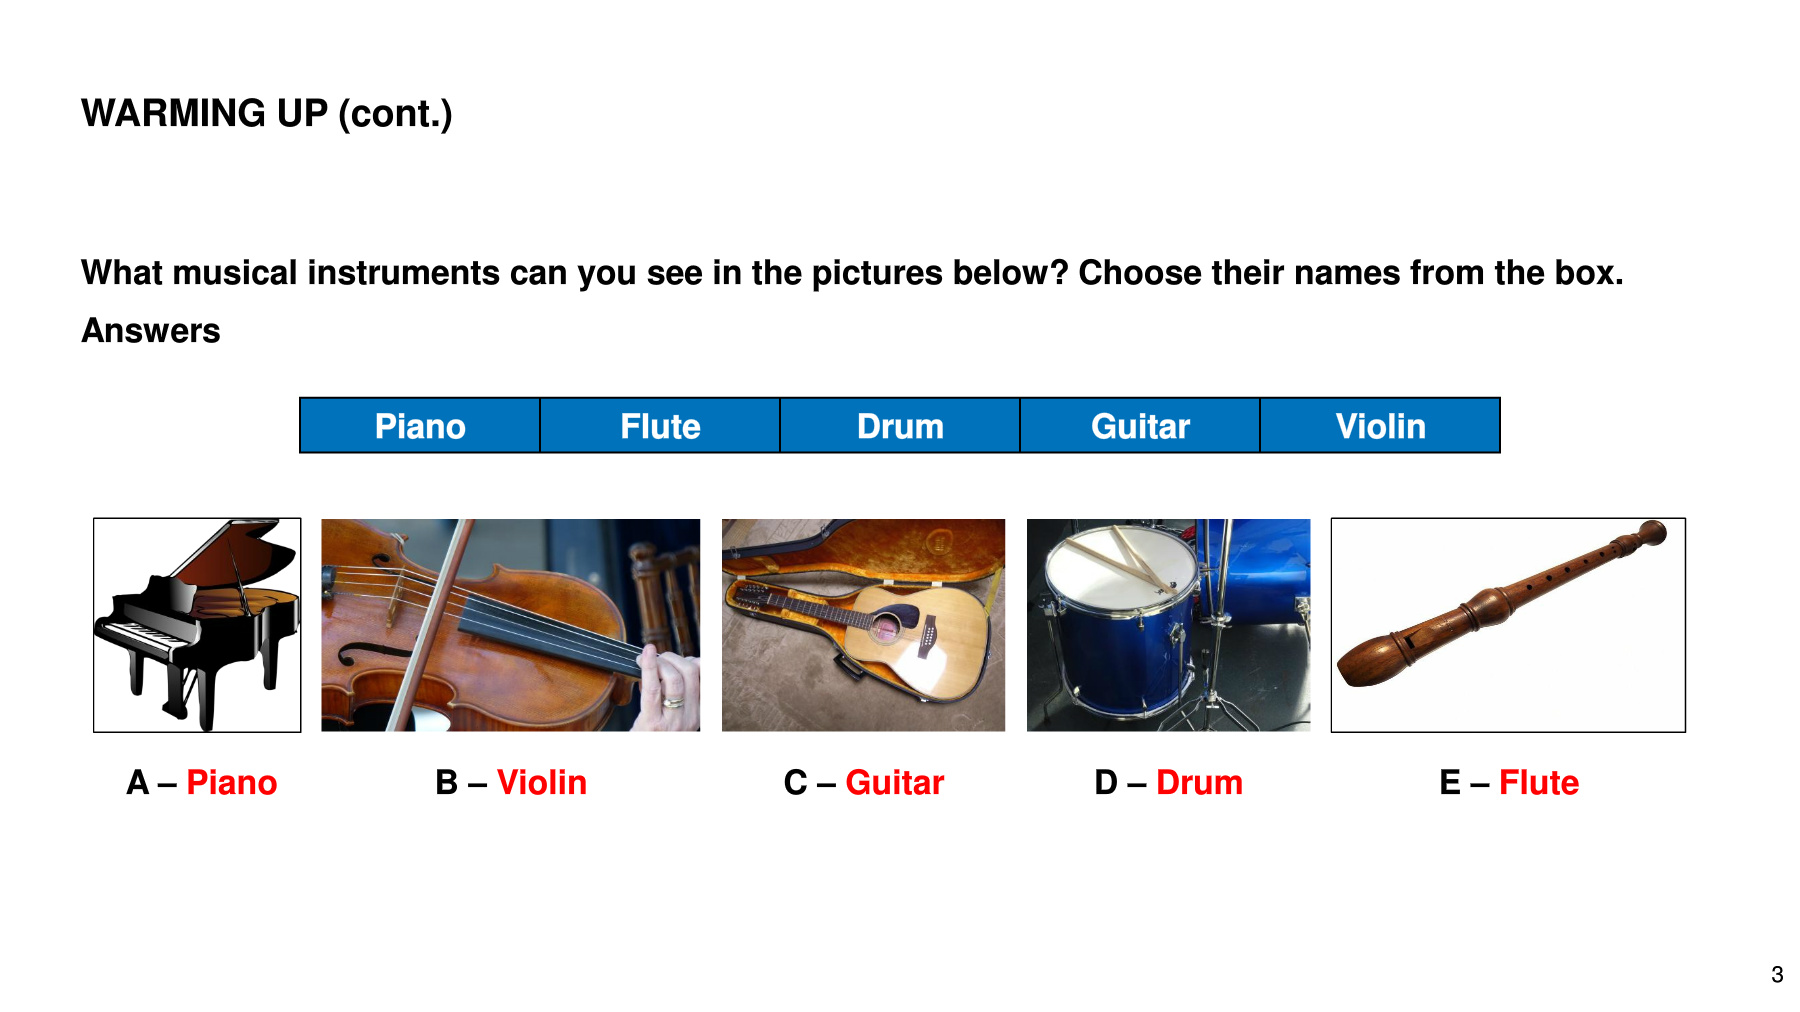 WARMING UP (cont.)
What musical instruments can you see in the pictures below? Choose their names from the box.
Answers
Piano Flute Drum Guitar Violin
A – Piano B – Violin C – Guitar D – Drum E – Flute
3